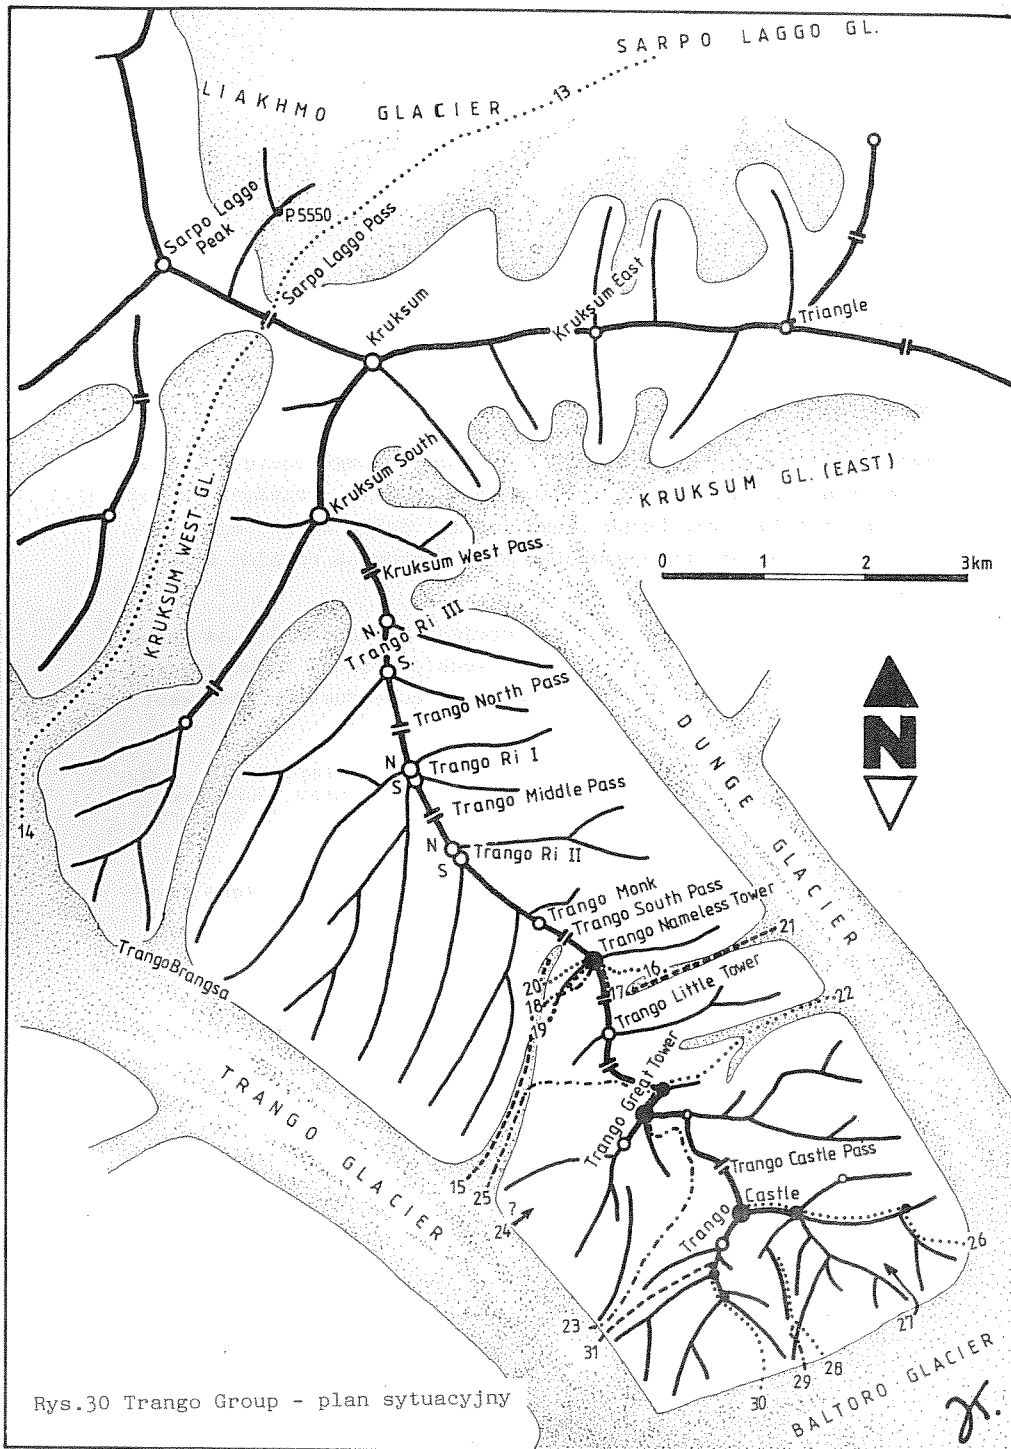 SARPO LAGGO GL.
LIAKHMO GLACIER
13
Sarpo Laggo
Peak
P.5550
Sarpo Laggo Pass
Kruksum
Kruksum East
Triangle
KRUKSUM WEST GL.
Kruksum South
KRUKSUM GL. (EAST)
Kruksum West Pass
0 1 2 3km
N.
Trango Ri III
S.
Trango North Pass
N
Trango Ri I
N
S
Trango Middle Pass
14
N
Trango Ri II
S
DUNGE GLACIER
Trango Monk
Trango South Pass
Trango Nameless Tower
21
TrangoBrangsa
16
20
17
18
19
Trango Little Tower
22
TRANGO GLACIER
Trango Great Tower
Trango Castle Pass
15
25
?
24
Trango Castle
26
23
31
27
28
29
30
BALTORO GLACIER
Rys.30 Trango Group - plan sytuacyjny